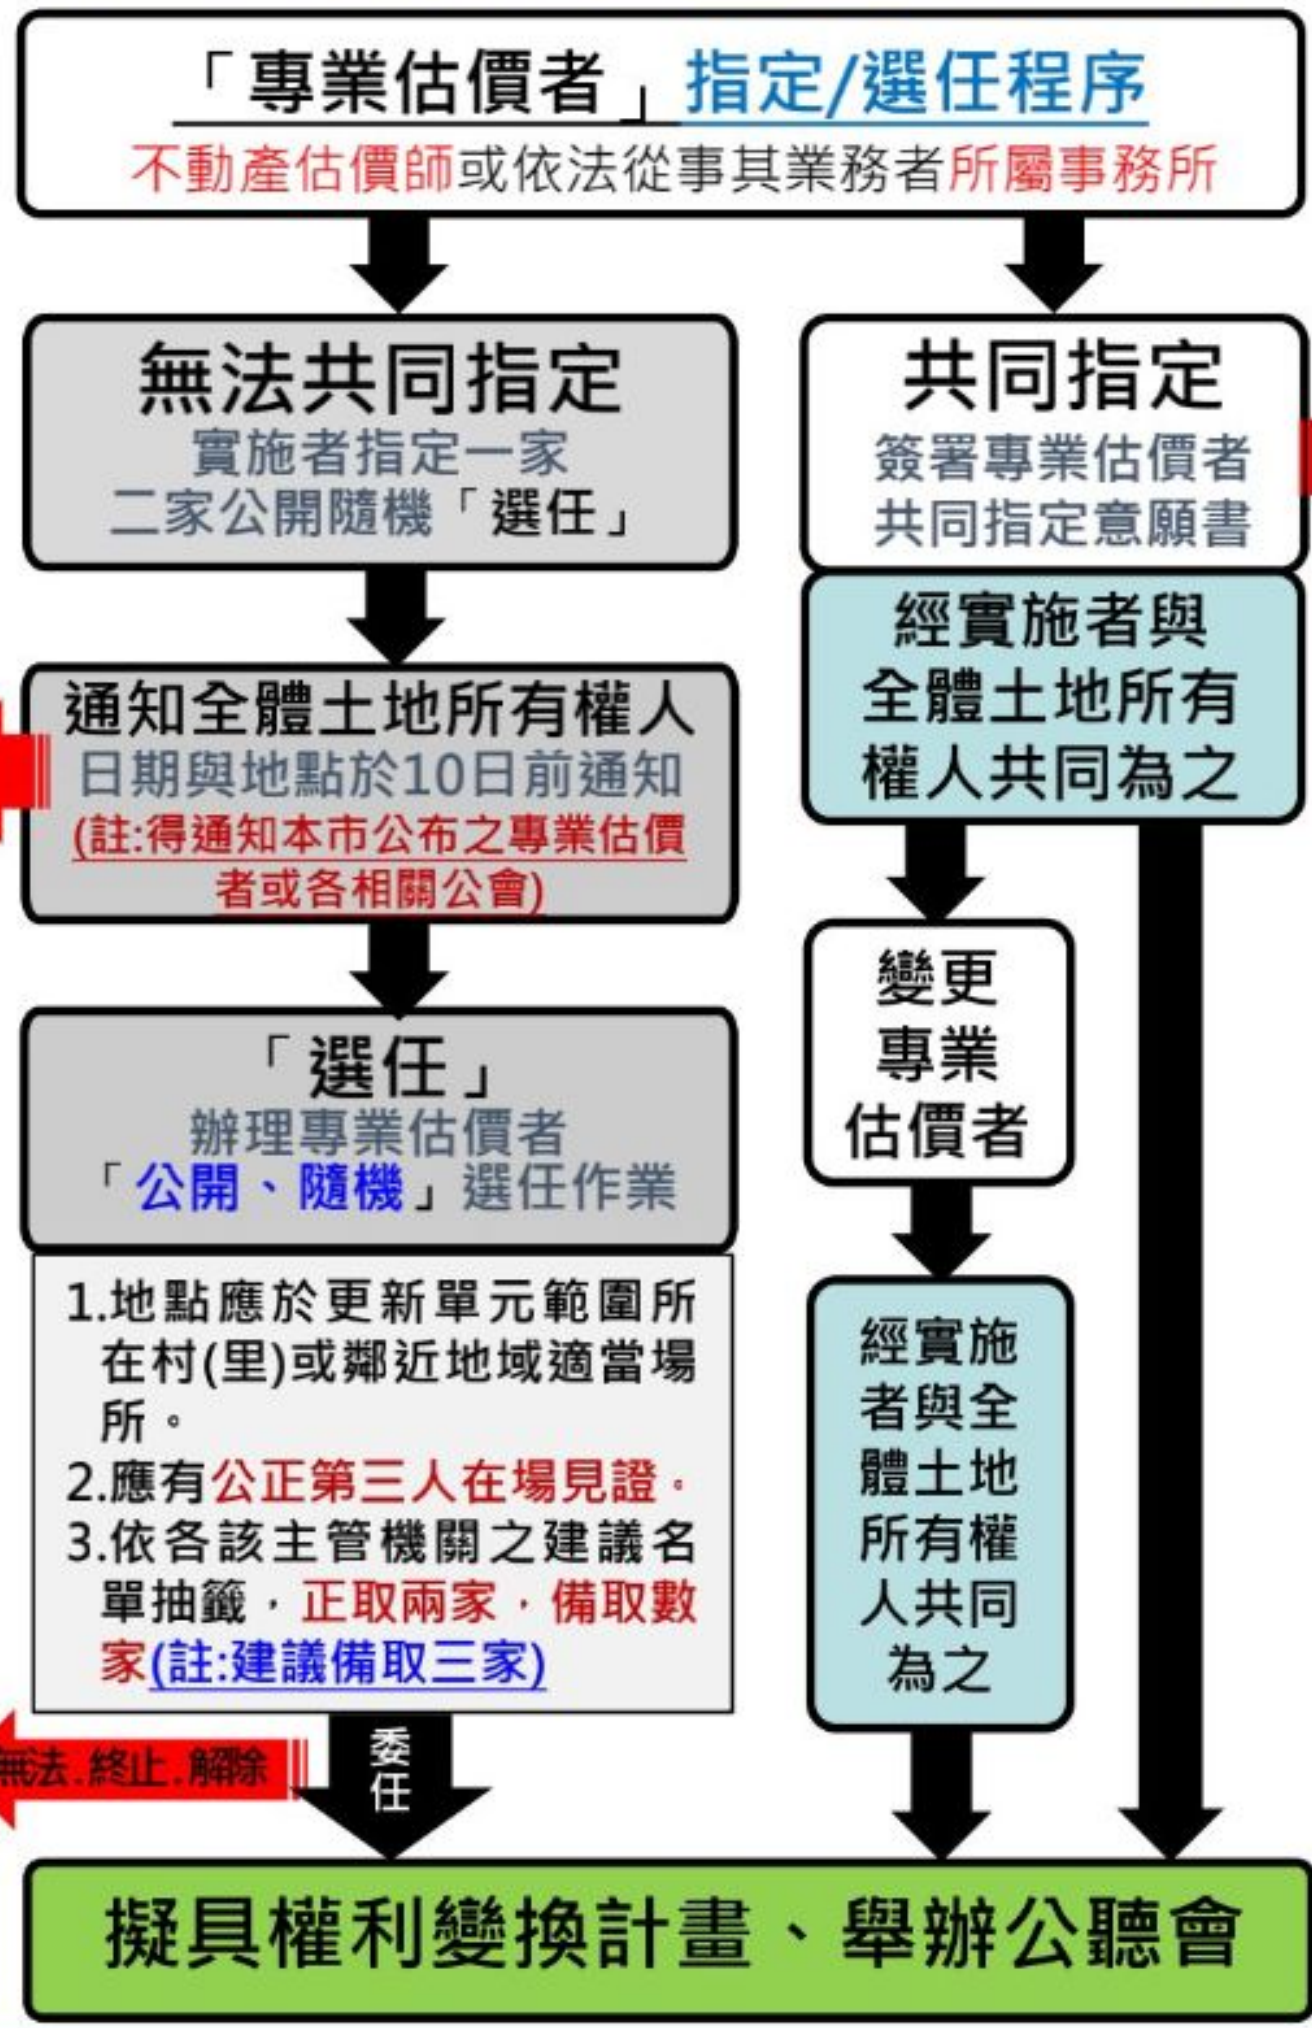 「專業估價者」指定/選任程序
不動產估價師或依法從事其業務者所屬事務所
無法共同指定
實施者指定一家
二家公開隨機「選任」
通知全體土地所有權人
日期與地點於10日前通知
(註:得通知本市公布之專業估價
者或各相關公會)
「選任」
辦理專業估價者
「公開、隨機」選任作業
1.地點應於更新單元範圍所
在村(里)或鄰近地域適當場
所。
2.應有公正第三人在場見證。
3.依各該主管機關之建議名
單抽籤，正取兩家，備取數
家(註:建議備取三家)
無法.終止.解除
委
任
共同指定
簽署專業估價者
共同指定意願書
經實施者與
全體土地所有
權人共同為之
變更
專業
估價者
經實施
者與全
體土地
所有權
人共同
為之
擬具權利變換計畫、舉辦公聽會